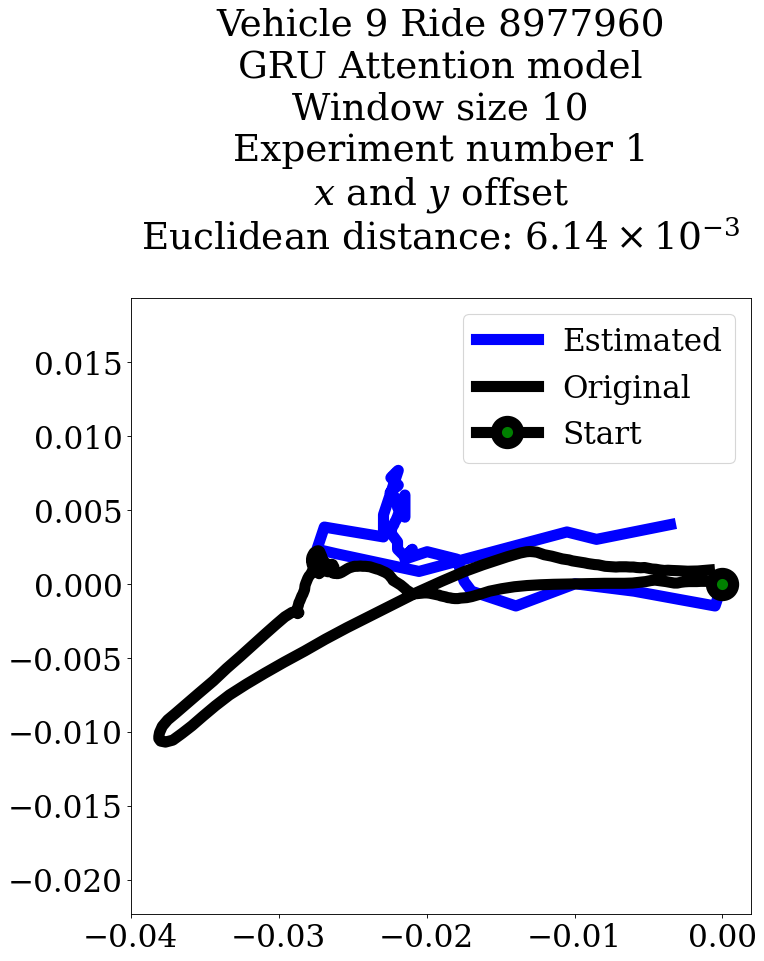 Vehicle 9 Ride 8977960
GRU Attention model
Window size 10
Experiment number 1
x and y offset
Euclidean distance: 6.14 × 10⁻³
Estimated
Original
Start
0.015
0.010
0.005
0.000
−0.005
−0.010
−0.015
−0.020
−0.04 −0.03 −0.02 −0.01 0.00